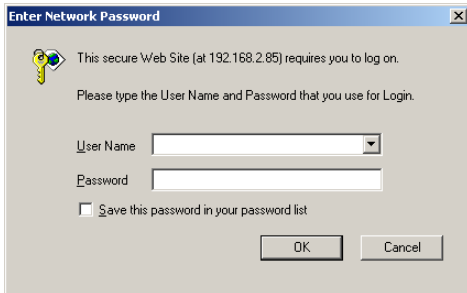 Enter Network Password
This secure Web Site (at 192.168.2.85) requires you to log on.
Please type the User Name and Password that you use for Login.
User Name
Password
Save this password in your password list
OK Cancel